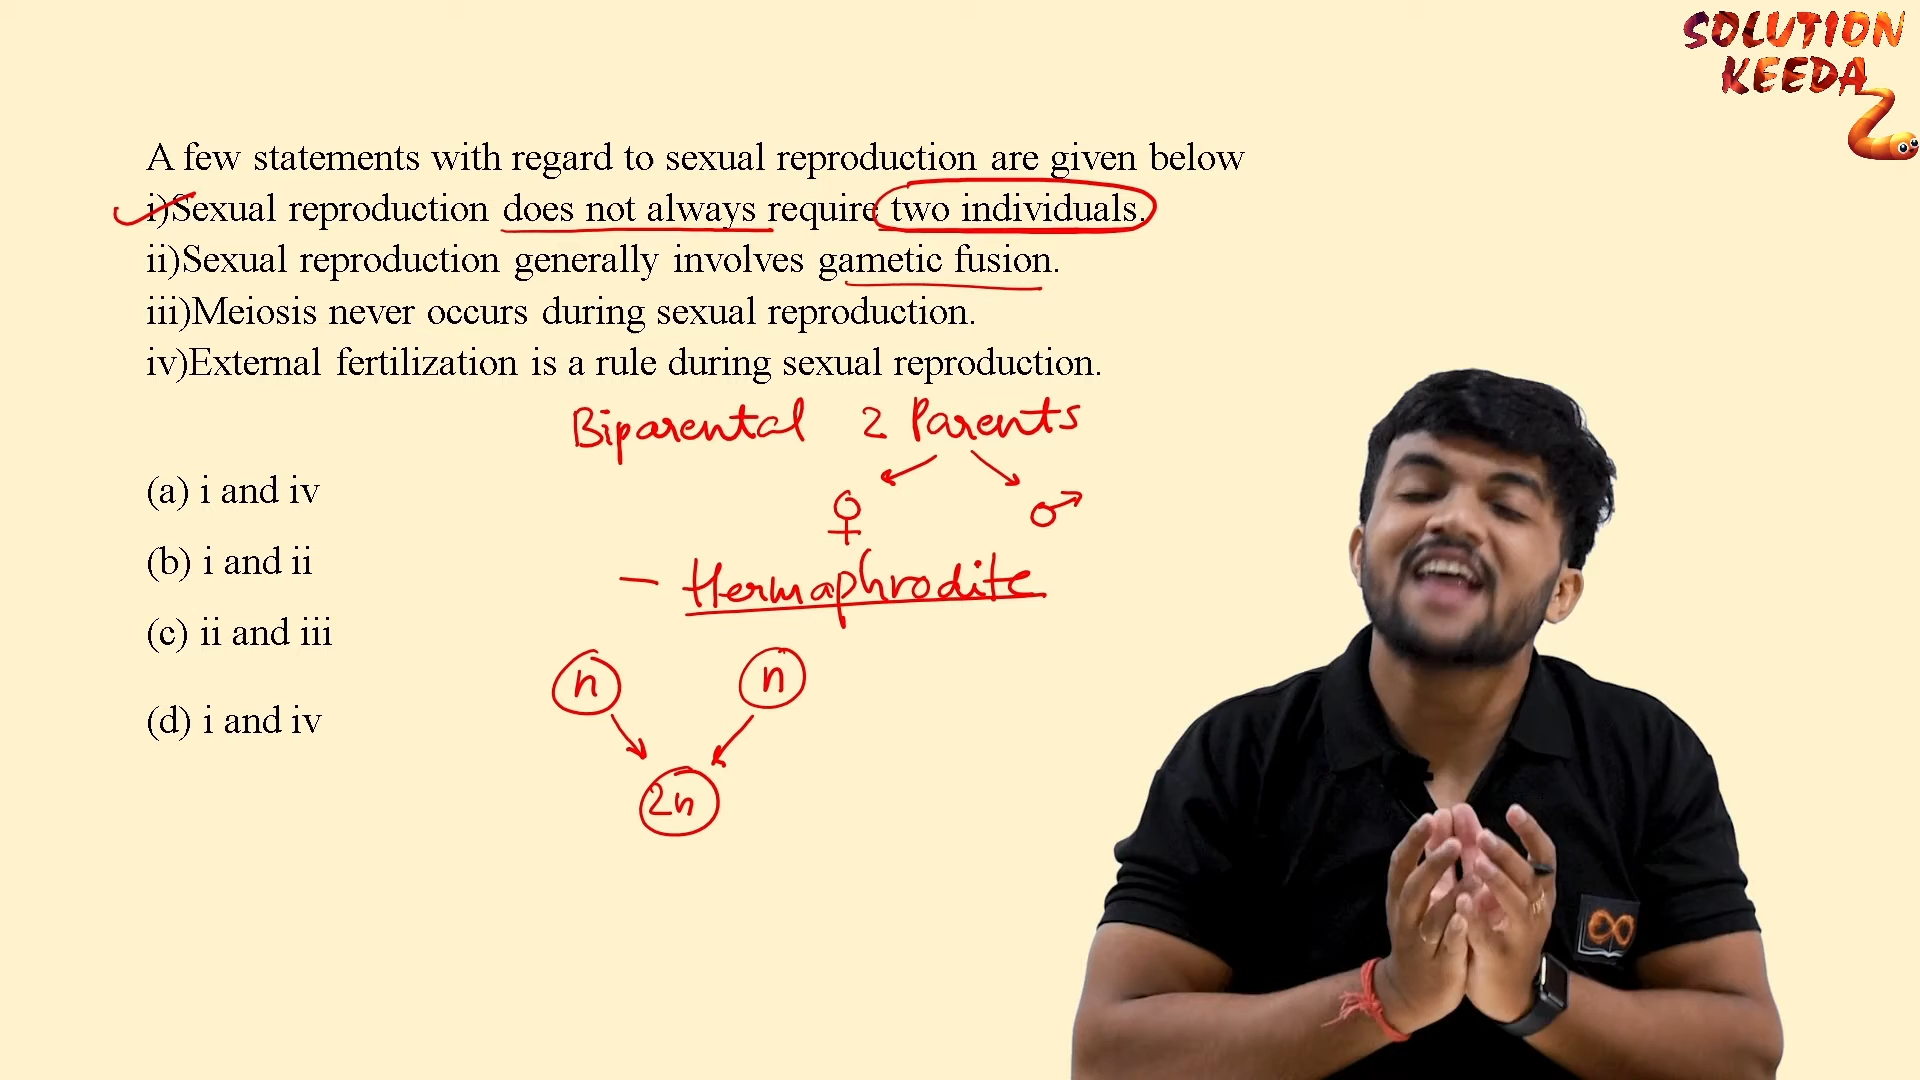 SOLUTION
KEEDA
A few statements with regard to sexual reproduction are given below
i)Sexual reproduction does not always require two individuals.
ii)Sexual reproduction generally involves gametic fusion.
iii)Meiosis never occurs during sexual reproduction.
iv)External fertilization is a rule during sexual reproduction.
Biparental 2 Parents
♀ ♂
(a) i and iv
(b) i and ii
- Hermaphrodite
(c) ii and iii
n n
(d) i and iv
2n